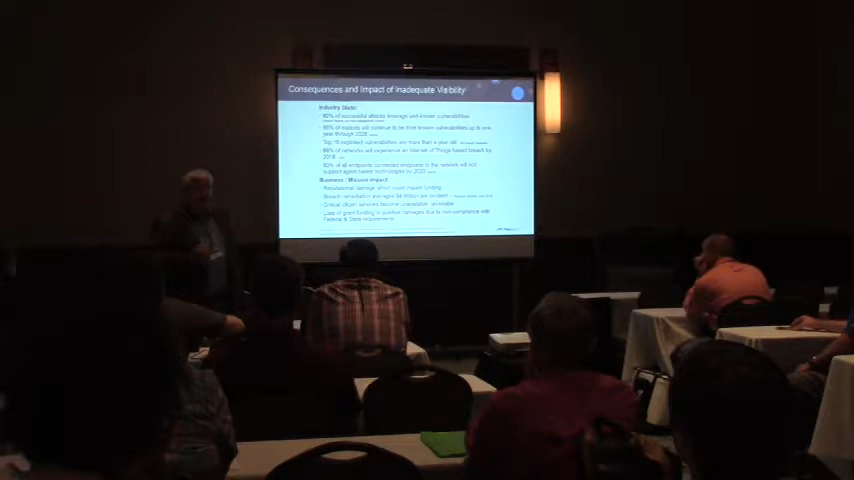 Consequences and Impact of Inadequate Visibility
Industry Stats:
80% of successful attacks leverage well-known vulnerabilities
99% of exploits will continue to be from known vulnerabilities up to one
year through 2020
Top 10 exploited vulnerabilities are more than a year old
66% of networks will experience an Internet of Things based breach by
2018
80% of all endpoints connected endpoints to the network will not
support agent based technologies by 2020
Business / Mission impact
Reputational damage which could impact funding
Breach remediation averages $4 Million per incident
Critical citizen services become unavailable
Loss of grant funding or punitive damages due to non compliance with
Federal & State requirements